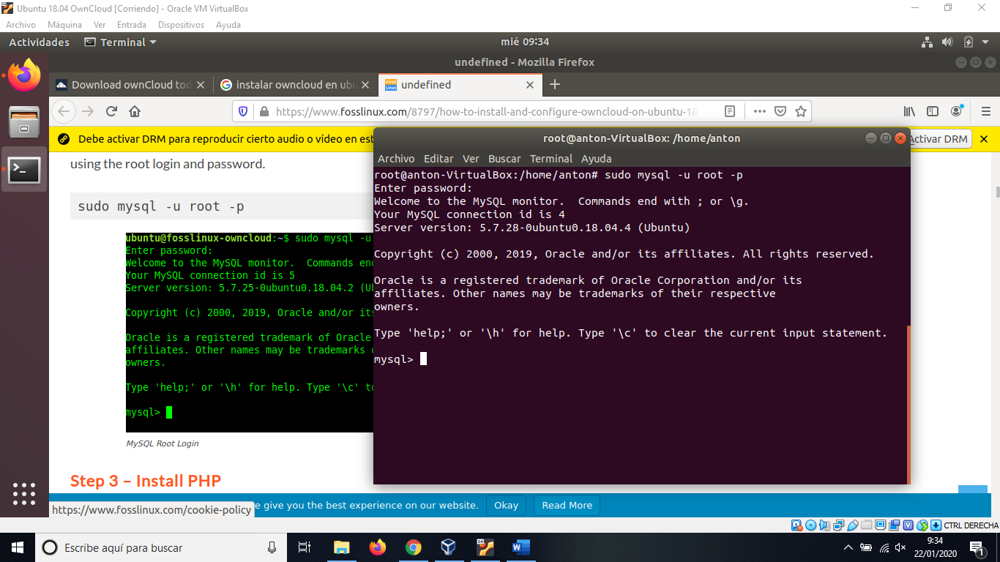 Ubuntu 18.04 OwnCloud [Corriendo] - Oracle VM VirtualBox
Archivo Máquina Ver Entrada Dispositivos Ayuda
Actividades Terminal mié 09:34
undefined - Mozilla Firefox
Download ownCloud tod instalar owncloud en ubu undefined
https://www.fosslinux.com/8797/how-to-install-and-configure-owncloud-on-ubuntu-18
Debe activar DRM para reproducir cierto audio o vídeo en est
Activar DRM
using the root login and password.
sudo mysql -u root -p
ubuntu@fosslinux-owncloud:~$ sudo mysql -u
Enter password:
Welcome to the MySQL monitor. Commands end
Your MySQL connection id is 5
Server version: 5.7.25-0ubuntu0.18.04.2 (Ub
Copyright (c) 2000, 2019, Oracle and/or its
Oracle is a registered trademark of Oracle
affiliates. Other names may be trademarks o
owners.
Type 'help;' or '\h' for help. Type '\c' to
mysql>
MySQL Root Login
Step 3 – Install PHP
root@anton-VirtualBox: /home/anton
Archivo Editar Ver Buscar Terminal Ayuda
root@anton-VirtualBox:/home/anton# sudo mysql -u root -p
Enter password:
Welcome to the MySQL monitor. Commands end with ; or \g.
Your MySQL connection id is 4
Server version: 5.7.28-0ubuntu0.18.04.4 (Ubuntu)
Copyright (c) 2000, 2019, Oracle and/or its affiliates. All rights reserved.
Oracle is a registered trademark of Oracle Corporation and/or its
affiliates. Other names may be trademarks of their respective
owners.
Type 'help;' or '\h' for help. Type '\c' to clear the current input statement.
mysql>
e give you the best experience on our website. Okay Read More
https://www.fosslinux.com/cookie-policy
CTRL DERECHA
Escribe aquí para buscar
9:34
22/01/2020
1